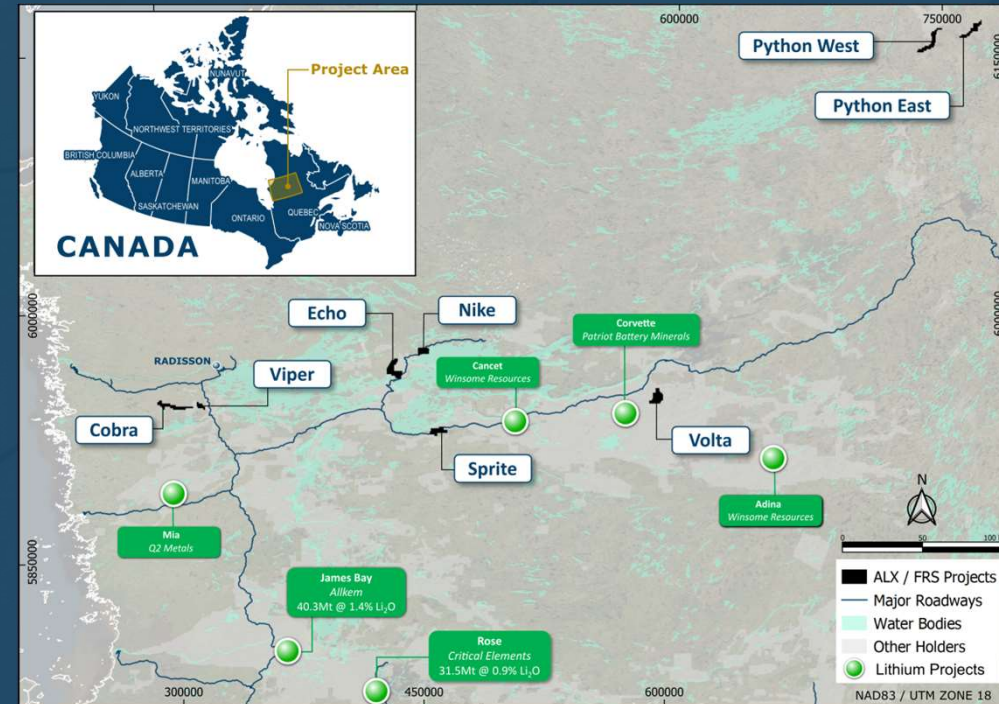 600000
750000
Python West
6150000
Python East
Project Area
NUNAVUT
YUKON
NORTHWEST TERRITORIES
BRITISH COLUMBIA
ALBERTA
MANITOBA
SASKATCHEWAN
ONTARIO
QUEBEC
NOVA SCOTIA
CANADA
6000000
6000000
Echo
Nike
Corvette
Patriot Battery Minerals
Cancet
Winsome Resources
RADISSON
Viper
Cobra
Sprite
Volta
Adina
Winsome Resources
N
Mia
Q2 Metals
0
50
100
5850000
James Bay
Allkem
40.3Mt @ 1.4% Li₂O
Rose
Critical Elements
31.5Mt @ 0.9% Li₂O
ALX / FRS Projects
Major Roadways
Water Bodies
Other Holders
Lithium Projects
300000
450000
600000
NAD83 / UTM ZONE 18